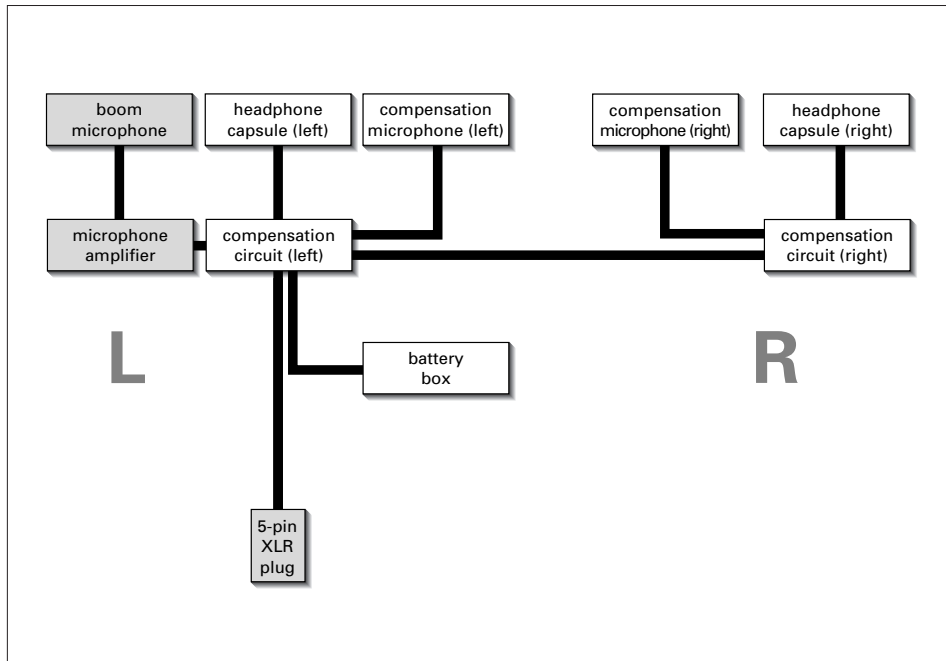 boom
microphone
headphone
capsule (left)
compensation
microphone (left)
compensation
microphone (right)
headphone
capsule (right)
microphone
amplifier
compensation
circuit (left)
compensation
circuit (right)
L
R
battery
box
5-pin
XLR
plug